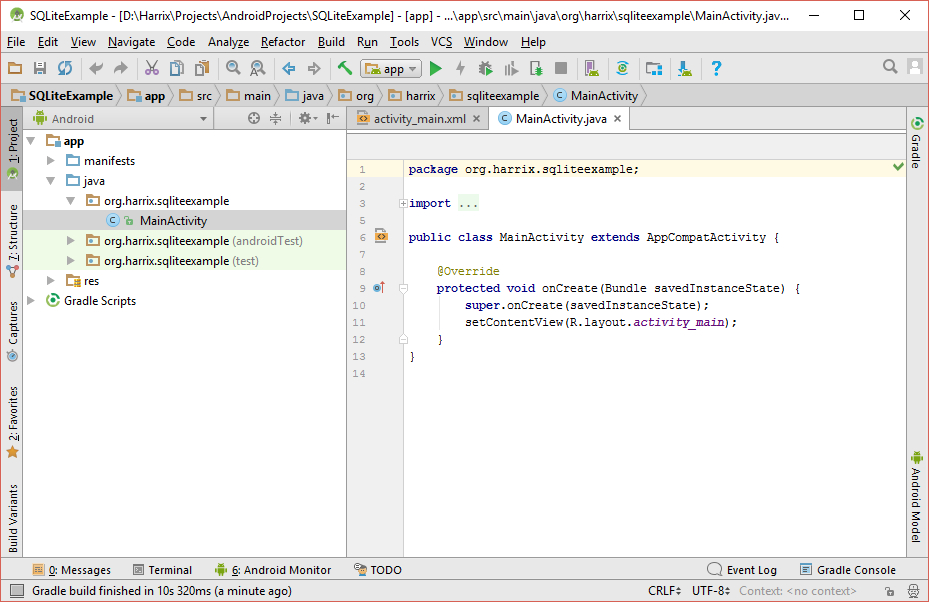 SQLiteExample - [D:\Harrix\Projects\AndroidProjects\SQLiteExample] - [app] - ...\app\src\main\java\org\harrix\sqliteexample\MainActivity.jav...
File Edit View Navigate Code Analyze Refactor Build Run Tools VCS Window Help
app
SQLiteExample app src main java org harrix sqliteexample MainActivity
Android
activity_main.xml
MainActivity.java
1: Project
7: Structure
Captures
2: Favorites
Build Variants
app
manifests
java
org.harrix.sqliteexample
MainActivity
org.harrix.sqliteexample (androidTest)
org.harrix.sqliteexample (test)
res
Gradle Scripts
1 package org.harrix.sqliteexample;
2
3 import ...
5
6 public class MainActivity extends AppCompatActivity {
7
8 @Override
9 protected void onCreate(Bundle savedInstanceState) {
10 super.onCreate(savedInstanceState);
11 setContentView(R.layout.activity_main);
12 }
13 }
14
Gradle
Android Model
0: Messages Terminal 6: Android Monitor TODO Event Log Gradle Console
Gradle build finished in 10s 320ms (a minute ago) CRLF UTF-8 Context: <no context>